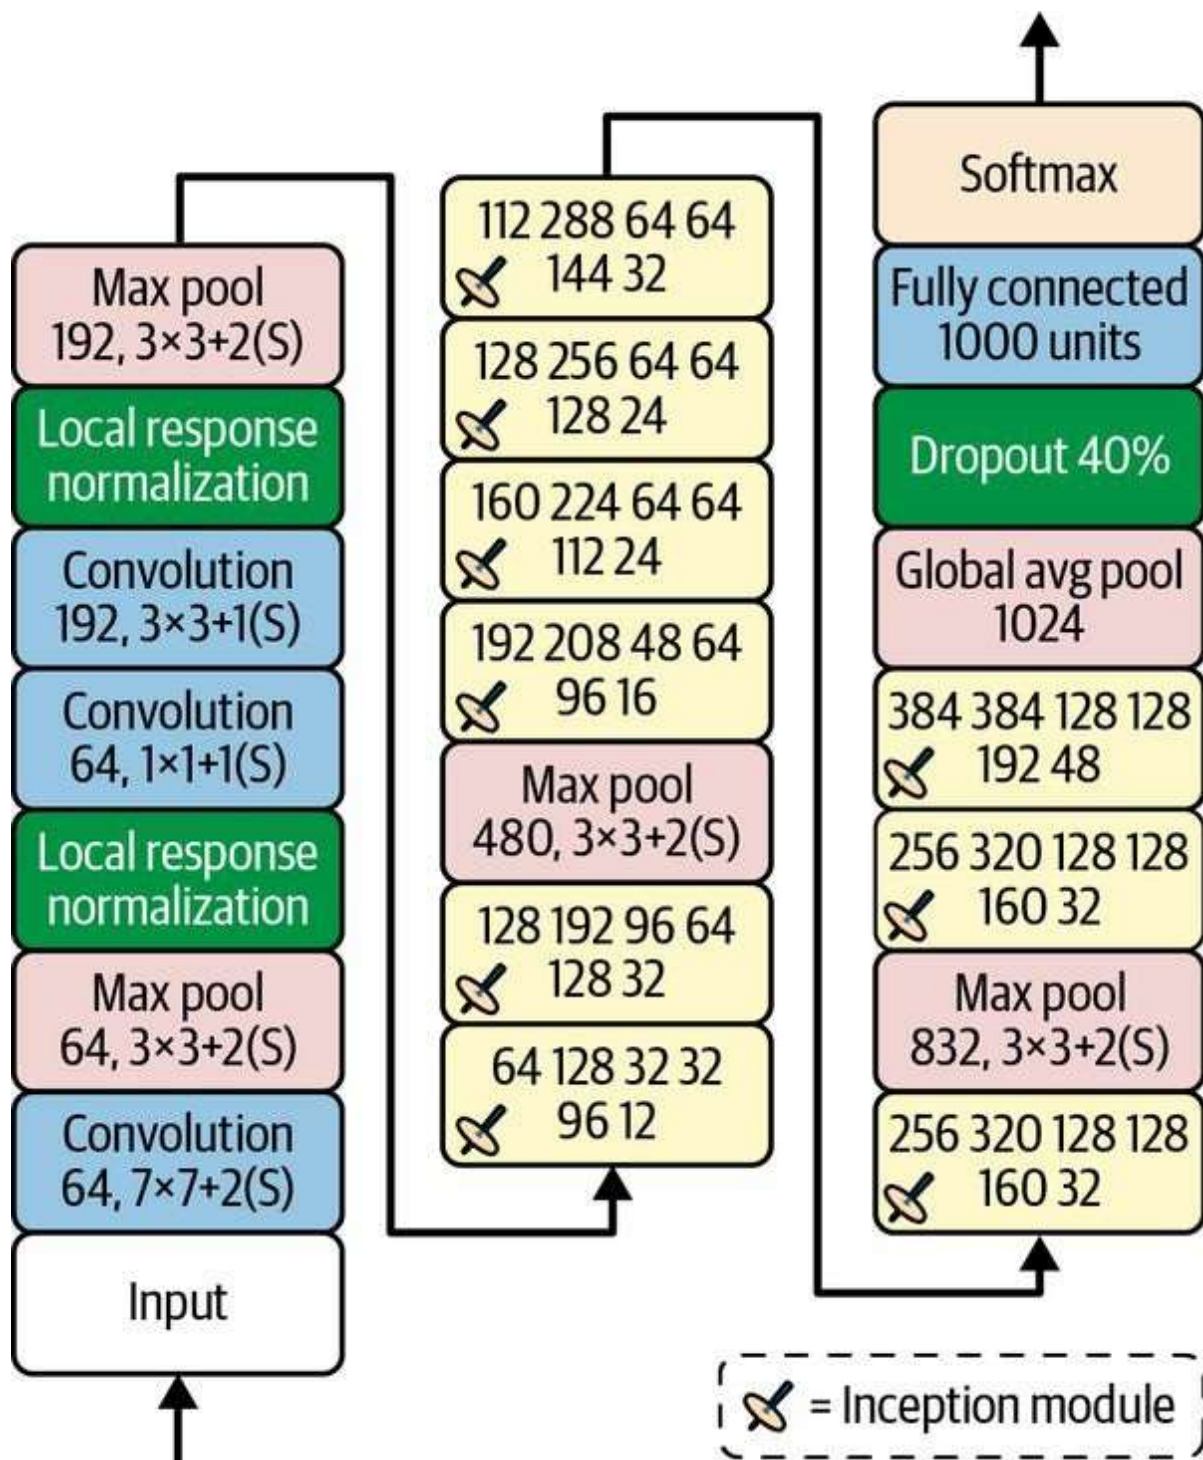 Max pool
192, 3×3+2(S)
Local response
normalization
Convolution
192, 3×3+1(S)
Convolution
64, 1×1+1(S)
Local response
normalization
Max pool
64, 3×3+2(S)
Convolution
64, 7×7+2(S)
Input
112 288 64 64
144 32
128 256 64 64
128 24
160 224 64 64
112 24
192 208 48 64
96 16
Max pool
480, 3×3+2(S)
128 192 96 64
128 32
64 128 32 32
96 12
Softmax
Fully connected
1000 units
Dropout 40%
Global avg pool
1024
384 384 128 128
192 48
256 320 128 128
160 32
Max pool
832, 3×3+2(S)
256 320 128 128
160 32
= Inception module